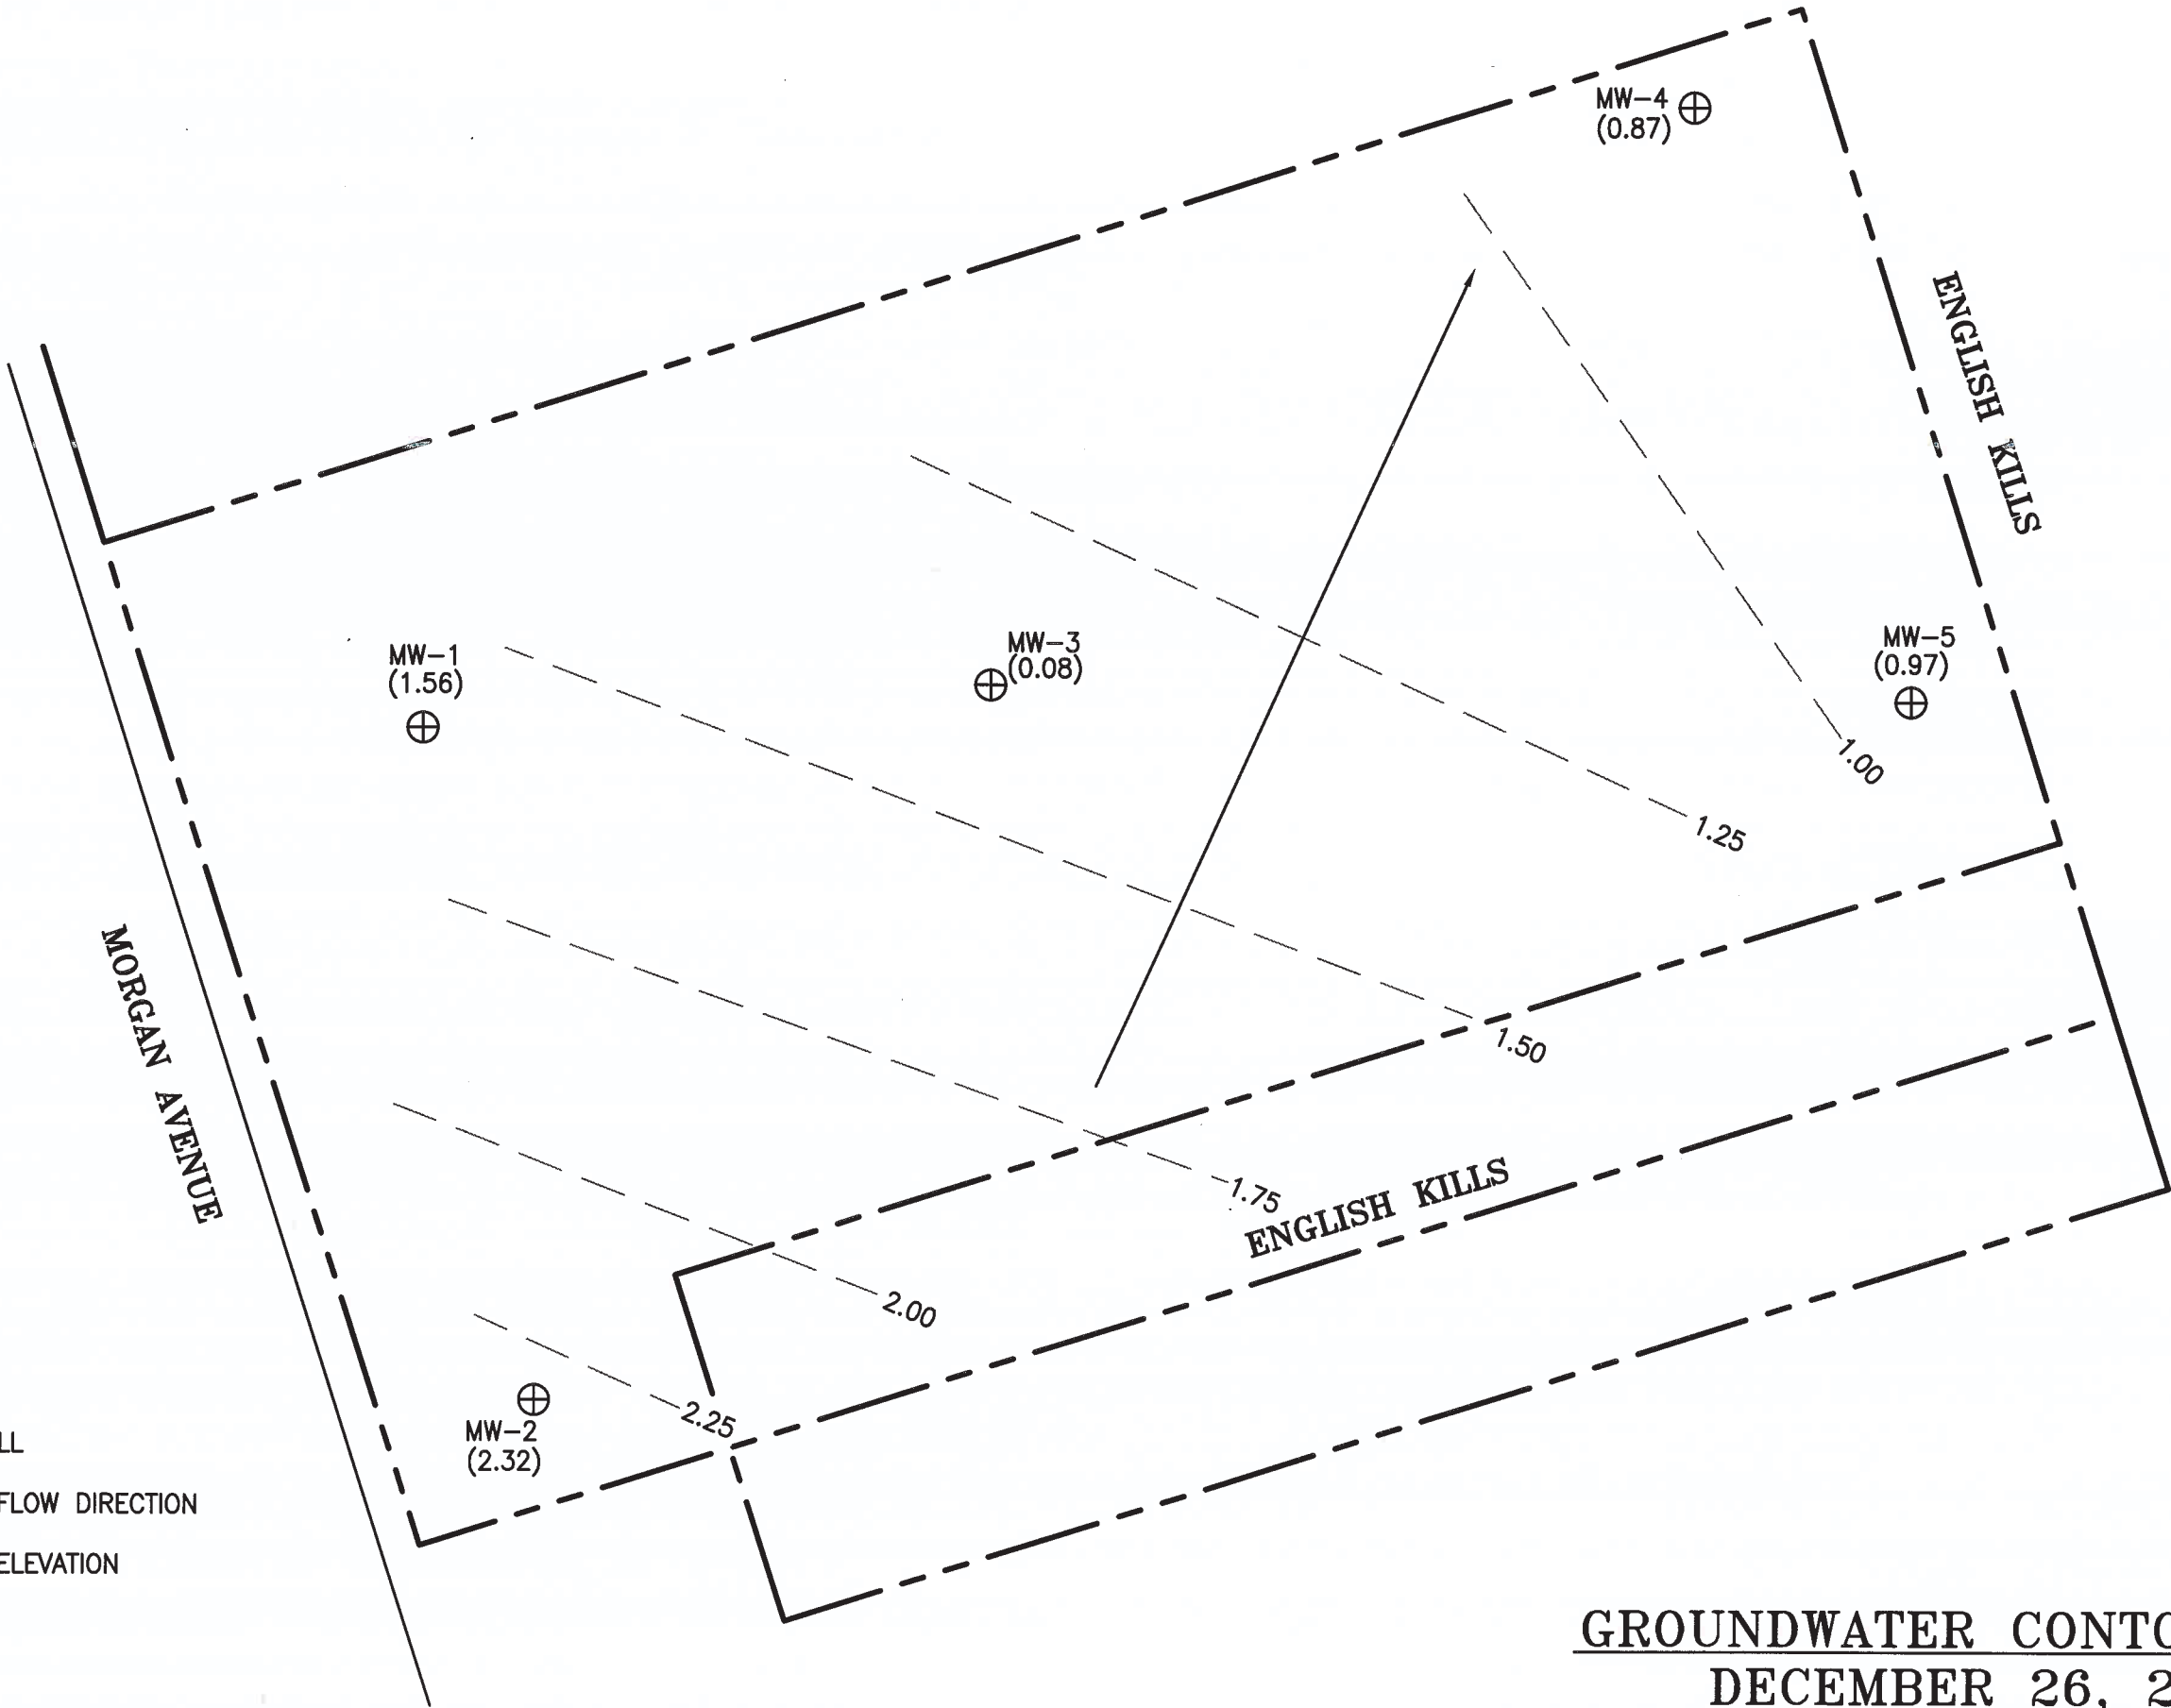 MW-4
(0.87)
ENGLISH KILLS
MW-1
(1.56)
MW-3
(0.08)
MW-5
(0.97)
1.00
1.25
MORGAN AVENUE
1.50
1.75
ENGLISH KILLS
2.00
2.25
MW-2
(2.32)
LL
FLOW DIRECTION
ELEVATION
GROUNDWATER CONTO
DECEMBER 26, 2